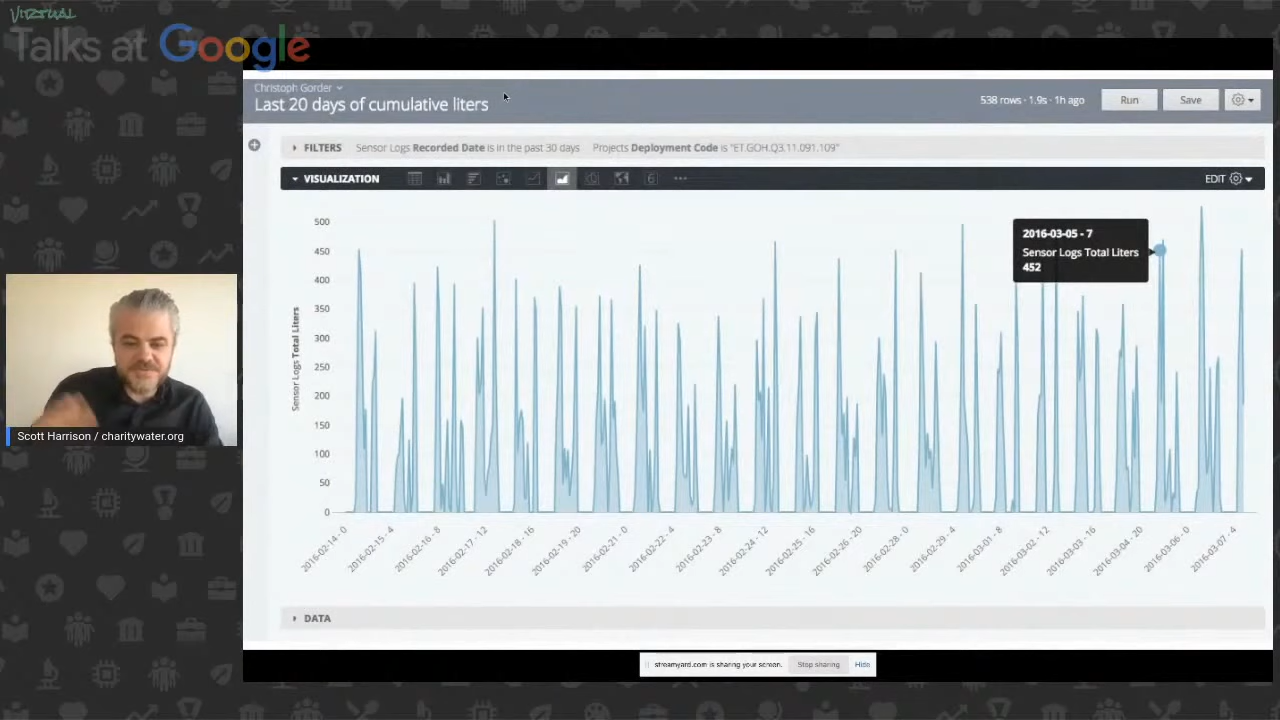 VIRTUAL
Talks at Google
Christoph Gorder
Last 20 days of cumulative liters
538 rows · 1.9s · 1h ago
Run
Save
FILTERS
Sensor Logs Recorded Date is in the past 30 days
Projects Deployment Code is "ET.GOH.Q3.11.091.109"
VISUALIZATION
EDIT
500
450
400
350
300
250
200
150
100
50
0
Sensor Logs Total Liters
2016-03-05 - 7
Sensor Logs Total Liters
452
2016-02-14 - 0
2016-02-15 - 4
2016-02-16 - 8
2016-02-17 - 12
2016-02-18 - 16
2016-02-19 - 20
2016-02-21 - 0
2016-02-22 - 4
2016-02-23 - 8
2016-02-24 - 12
2016-02-25 - 16
2016-02-26 - 20
2016-02-28 - 0
2016-02-29 - 4
2016-03-01 - 8
2016-03-02 - 12
2016-03-03 - 16
2016-03-04 - 20
2016-03-06 - 0
2016-03-07 - 4
DATA
Scott Harrison / charitywater.org
streamyard.com is sharing your screen.
Stop sharing
Hide